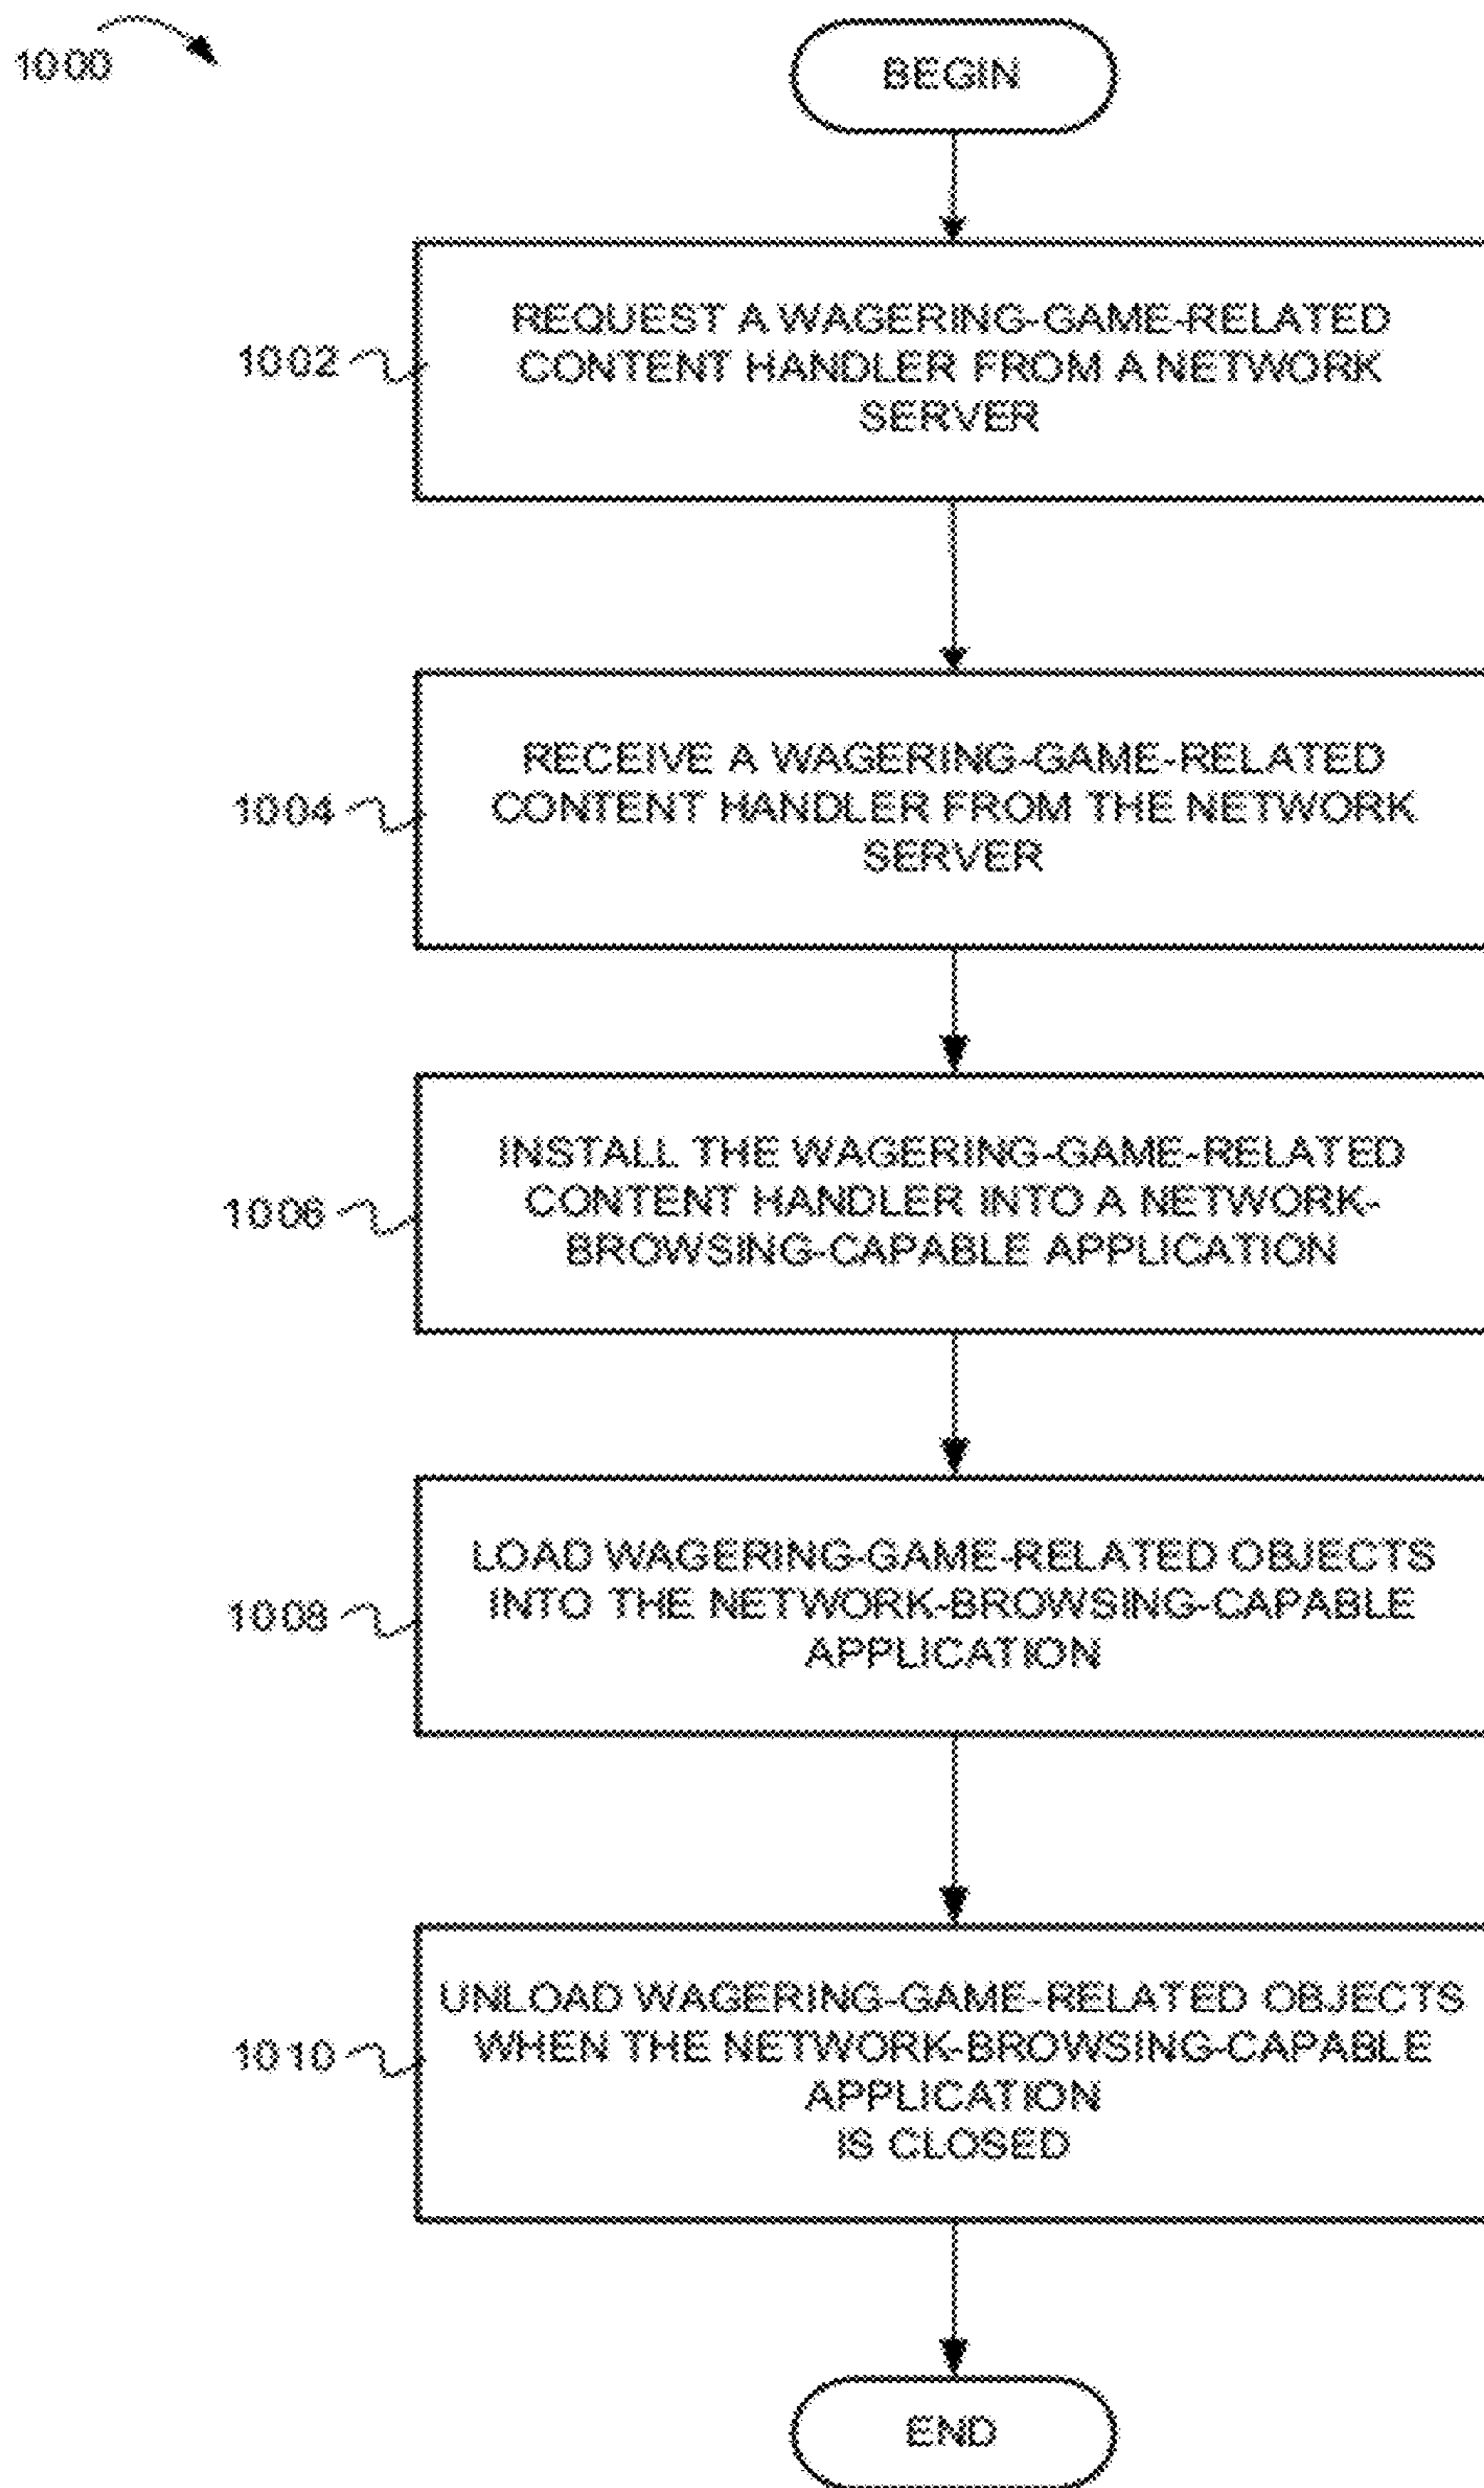 1000
BEGIN
1002
REQUEST A WAGERING-GAME-RELATED
CONTENT HANDLER FROM A NETWORK
SERVER
1004
RECEIVE A WAGERING-GAME-RELATED
CONTENT HANDLER FROM THE NETWORK
SERVER
1006
INSTALL THE WAGERING-GAME-RELATED
CONTENT HANDLER INTO A NETWORK-
BROWSING-CAPABLE APPLICATION
1008
LOAD WAGERING-GAME-RELATED OBJECTS
INTO THE NETWORK-BROWSING-CAPABLE
APPLICATION
1010
UNLOAD WAGERING-GAME-RELATED OBJECTS
WHEN THE NETWORK-BROWSING-CAPABLE
APPLICATION
IS CLOSED
END